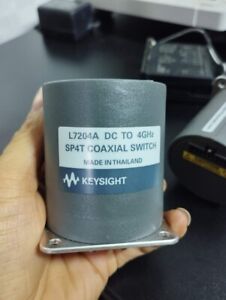 L7204A DC TO 4GHz
SP4T COAXIAL SWITCH
MADE IN THAILAND
KEYSIGHT